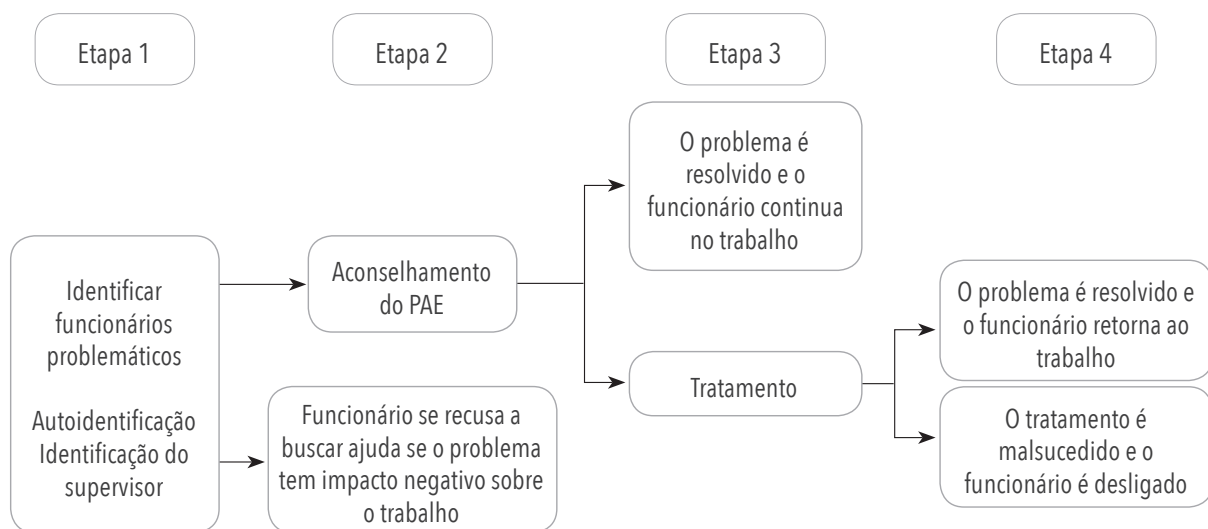 Etapa 1
Etapa 2
Etapa 3
Etapa 4
Identificar
funcionários
problemáticos
Autoidentificação
Identificação do
supervisor
Aconselhamento
do PAE
Funcionário se recusa a
buscar ajuda se o problema
tem impacto negativo sobre
o trabalho
O problema é
resolvido e o
funcionário continua
no trabalho
Tratamento
O problema é resolvido e
o funcionário retorna ao
trabalho
O tratamento é
malsucedido e o
funcionário é desligado